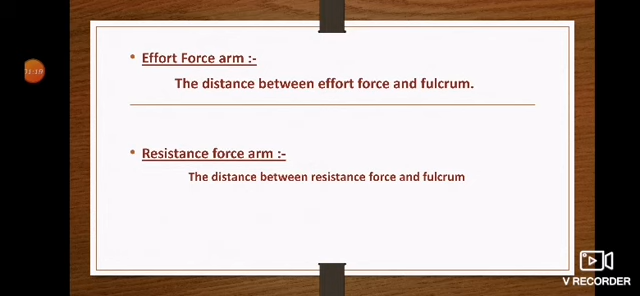 • Effort Force arm :-
The distance between effort force and fulcrum.
• Resistance force arm :-
The distance between resistance force and fulcrum
V RECORDER